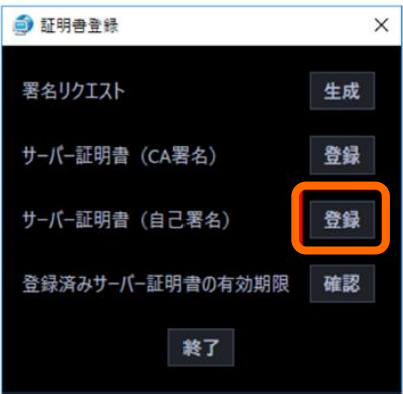 証明書登録
署名リクエスト 生成
サーバー証明書（CA署名） 登録
サーバー証明書（自己署名） 登録
登録済みサーバー証明書の有効期限 確認
終了